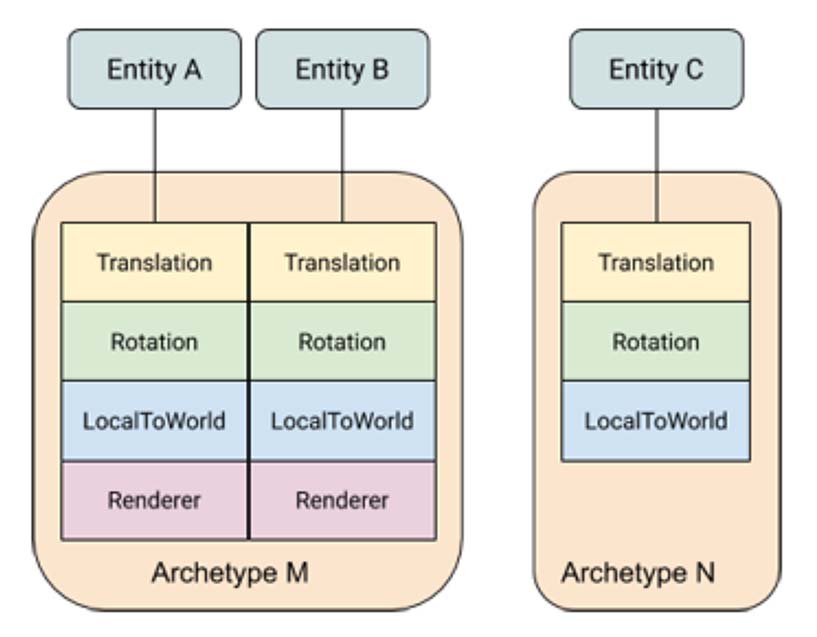 Entity A
Entity B
Entity C
Translation
Translation
Translation
Rotation
Rotation
Rotation
LocalToWorld
LocalToWorld
LocalToWorld
Renderer
Renderer
Archetype M
Archetype N